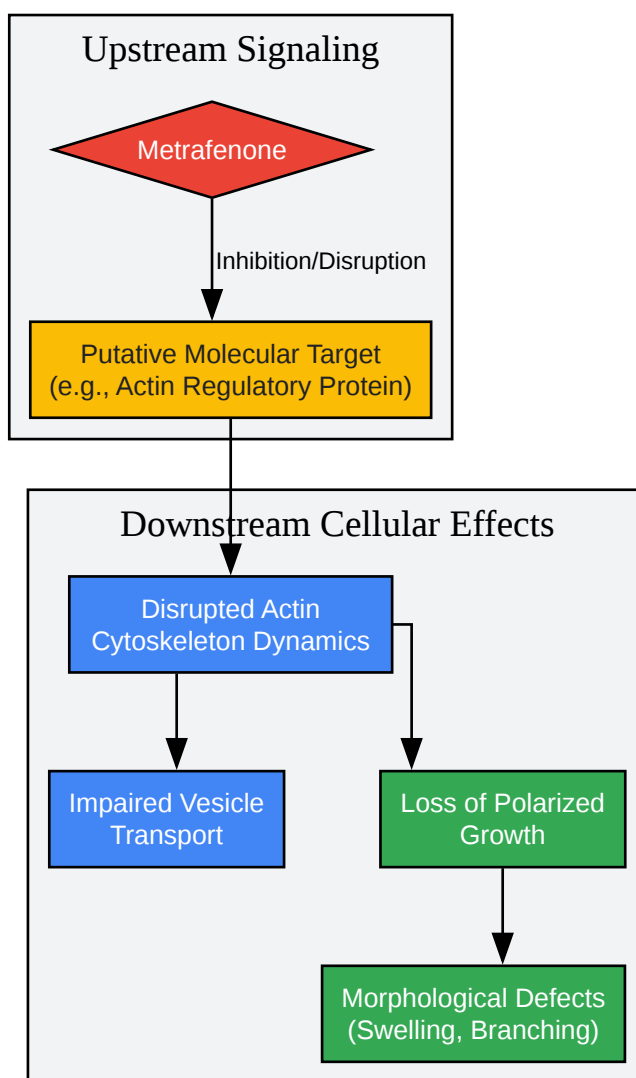 Upstream Signaling
Metrafenone
Inhibition/Disruption
Putative Molecular Target
(e.g., Actin Regulatory Protein)
Downstream Cellular Effects
Disrupted Actin
Cytoskeleton Dynamics
Impaired Vesicle
Transport
Loss of Polarized
Growth
Morphological Defects
(Swelling, Branching)